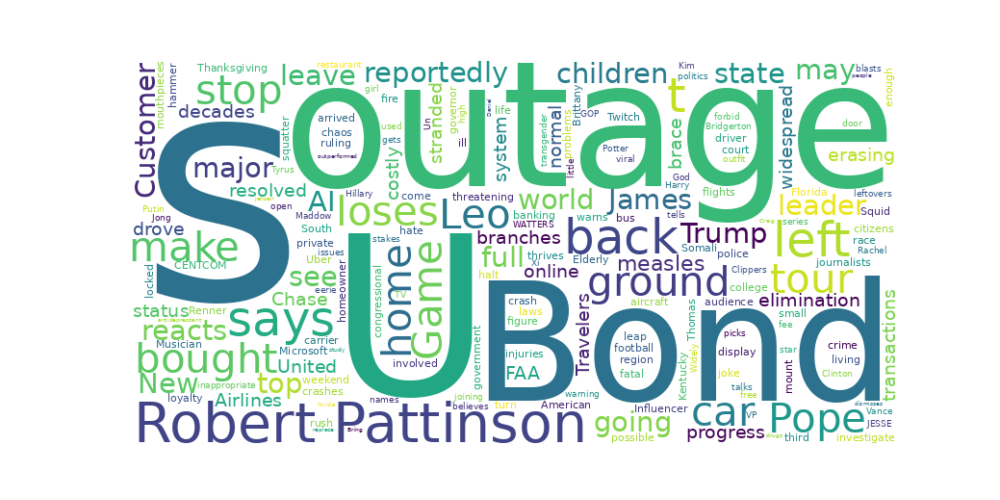 restaurant
Thanksgiving
leave
reportedly
children
state
may
Kim
politics
blasts
people
Customer
mouthpieces
hammer
stop
girl
fire
outage
enough
decades
arrived
chaos
ruling
outperformed
used
Un
gets
stranded
governor
high
ill
life
system
transgender
normal
problems
little
Brittany
GOP
Twitch
Potter
viral
t
brace
forbid
Bridgerton
driver
court
outfit
widespread
door
erasing
S
major
squatter
Tyrus
costly
God
Harry
resolved
AI
Hillary
come
threatening
world
James
flights
Florida
leader
leftovers
Squid
Putin
Jong
drove
open
Maddow
South
loses
Leo
banking
WATTERS
warns
bus
tells
series
citizens
race
Rachel
make
private
issues
stakes
hate
branches
thrives
Xi
back
Trump
Somali
police
left
journalists
CENTCOM
Uber
eerie
see
homeowner
U
home
Game
full
halt
online
Elderly
measles
Clippers
ground
college
tour
locked
status
Renner
Chase
congressional
TV
crash
laws
figure
aircraft
audience
elimination
small
fee
transactions
reacts
says
Musician
Microsoft
carrier
Bond
Travelers
leap
football
region
fatal
Thomas
Kentucky
Widely
picks
display
joke
star
mount
crime
living
bought
United
involved
government
injuries
FAA
New
inappropriate
top
weekend
crashes
warning
talks
free
Clinton
loyalty
Airlines
names
joining
believes
turn
American
Influencer
car
VP
Pope
dismissed
Vance
JESSE
Robert Pattinson
rush
replace
Bring
going
possible
progress
drugs
third
investigate